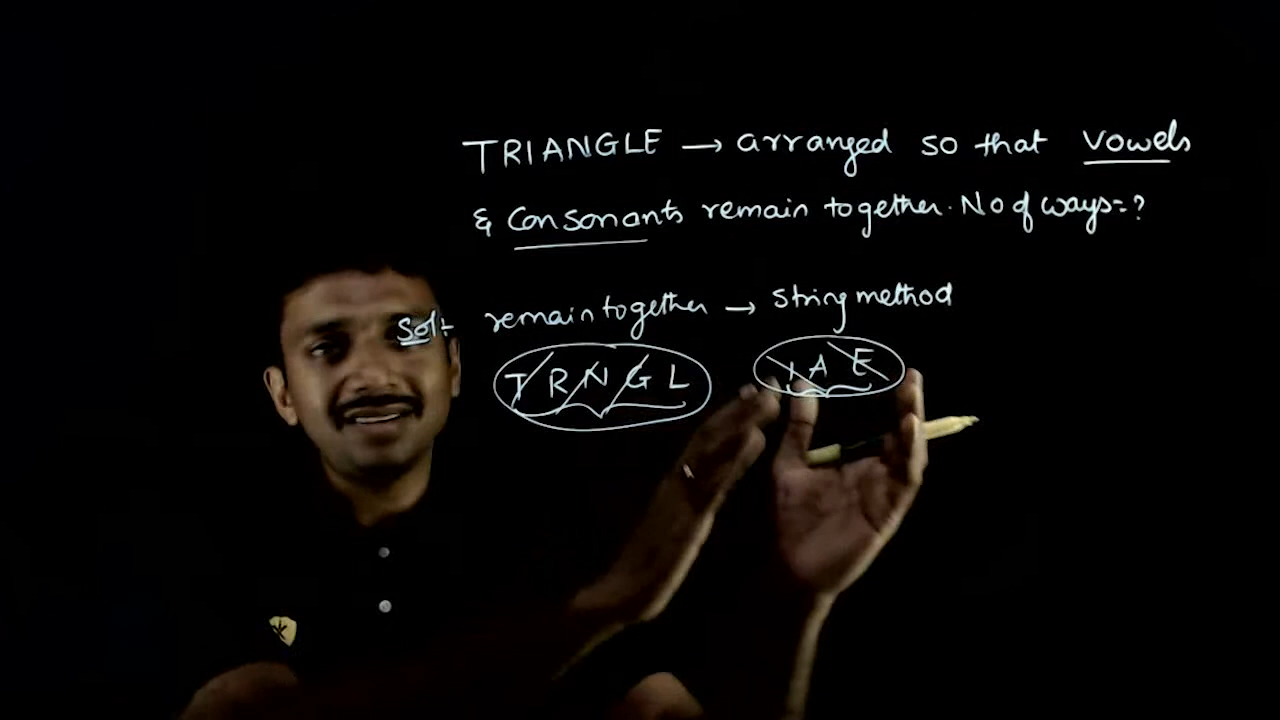 TRIANGLE → arranged so that vowels
& Consonants remain together. No of ways = ?
Sol:- remain together → String method
T R N G L I A E